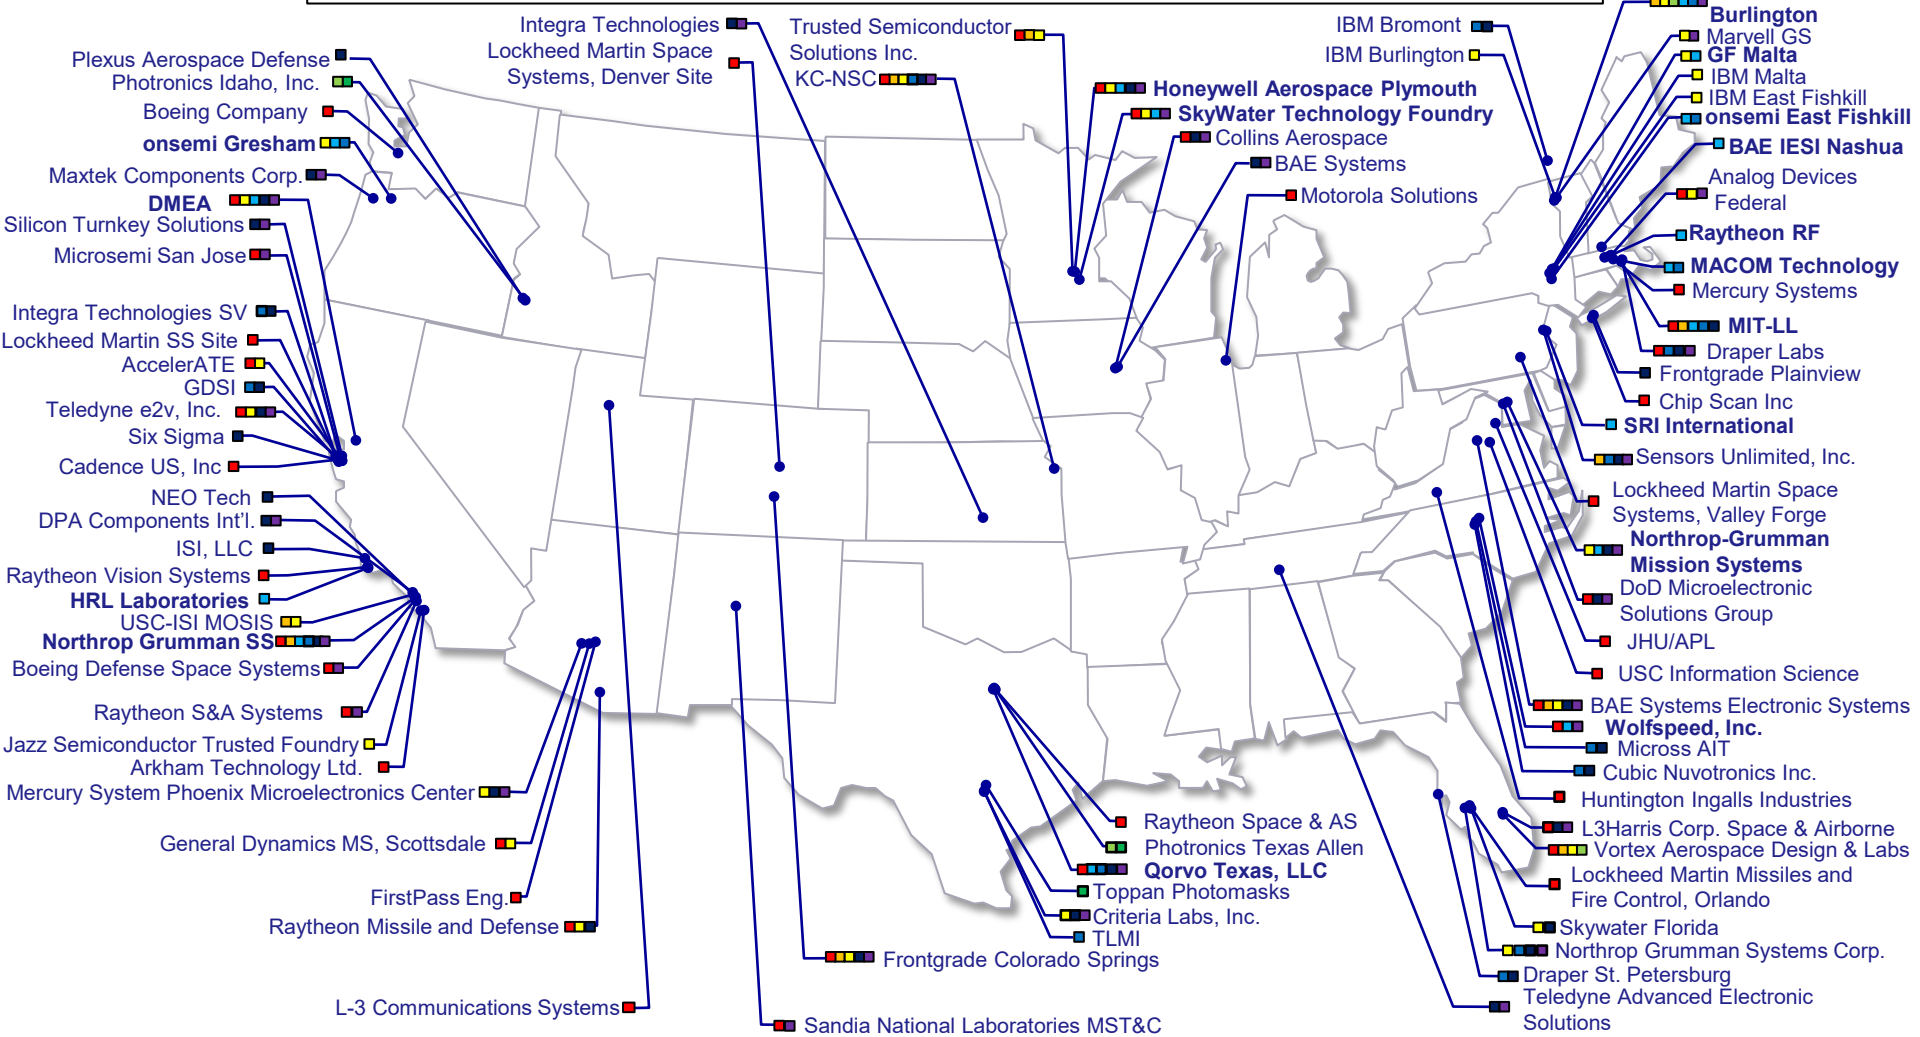 Integra Technologies
Lockheed Martin Space
Systems, Denver Site
Trusted Semiconductor
Solutions Inc.
KC-NSC
IBM Bromont
IBM Burlington
Burlington
Marvell GS
GF Malta
IBM Malta
IBM East Fishkill
onsemi East Fishkill
BAE IESI Nashua
Analog Devices
Federal
Raytheon RF
MACOM Technology
Mercury Systems
MIT-LL
Draper Labs
Frontgrade Plainview
Chip Scan Inc
SRI International
Sensors Unlimited, Inc.
Lockheed Martin Space
Systems, Valley Forge
Northrop-Grumman
Mission Systems
DoD Microelectronic
Solutions Group
JHU/APL
USC Information Science
BAE Systems Electronic Systems
Wolfspeed, Inc.
Micross AIT
Cubic Nuvotronics Inc.
Huntington Ingalls Industries
L3Harris Corp. Space & Airborne
Vortex Aerospace Design & Labs
Lockheed Martin Missiles and
Fire Control, Orlando
Skywater Florida
Northrop Grumman Systems Corp.
Draper St. Petersburg
Teledyne Advanced Electronic
Solutions
Honeywell Aerospace Plymouth
SkyWater Technology Foundry
Collins Aerospace
BAE Systems
Motorola Solutions
Plexus Aerospace Defense
Photronics Idaho, Inc.
Boeing Company
onsemi Gresham
Maxtek Components Corp.
DMEA
Silicon Turnkey Solutions
Microsemi San Jose
Integra Technologies SV
Lockheed Martin SS Site
AccelerATE
GDSI
Teledyne e2v, Inc.
Six Sigma
Cadence US, Inc
NEO Tech
DPA Components Int'l.
ISI, LLC
Raytheon Vision Systems
HRL Laboratories
USC-ISI MOSIS
Northrop Grumman SS
Boeing Defense Space Systems
Raytheon S&A Systems
Jazz Semiconductor Trusted Foundry
Arkham Technology Ltd.
Mercury System Phoenix Microelectronics Center
General Dynamics MS, Scottsdale
FirstPass Eng.
Raytheon Missile and Defense
L-3 Communications Systems
Sandia National Laboratories MST&C
Frontgrade Colorado Springs
Raytheon Space & AS
Photronics Texas Allen
Qorvo Texas, LLC
Toppan Photomasks
Criteria Labs, Inc.
TLMI